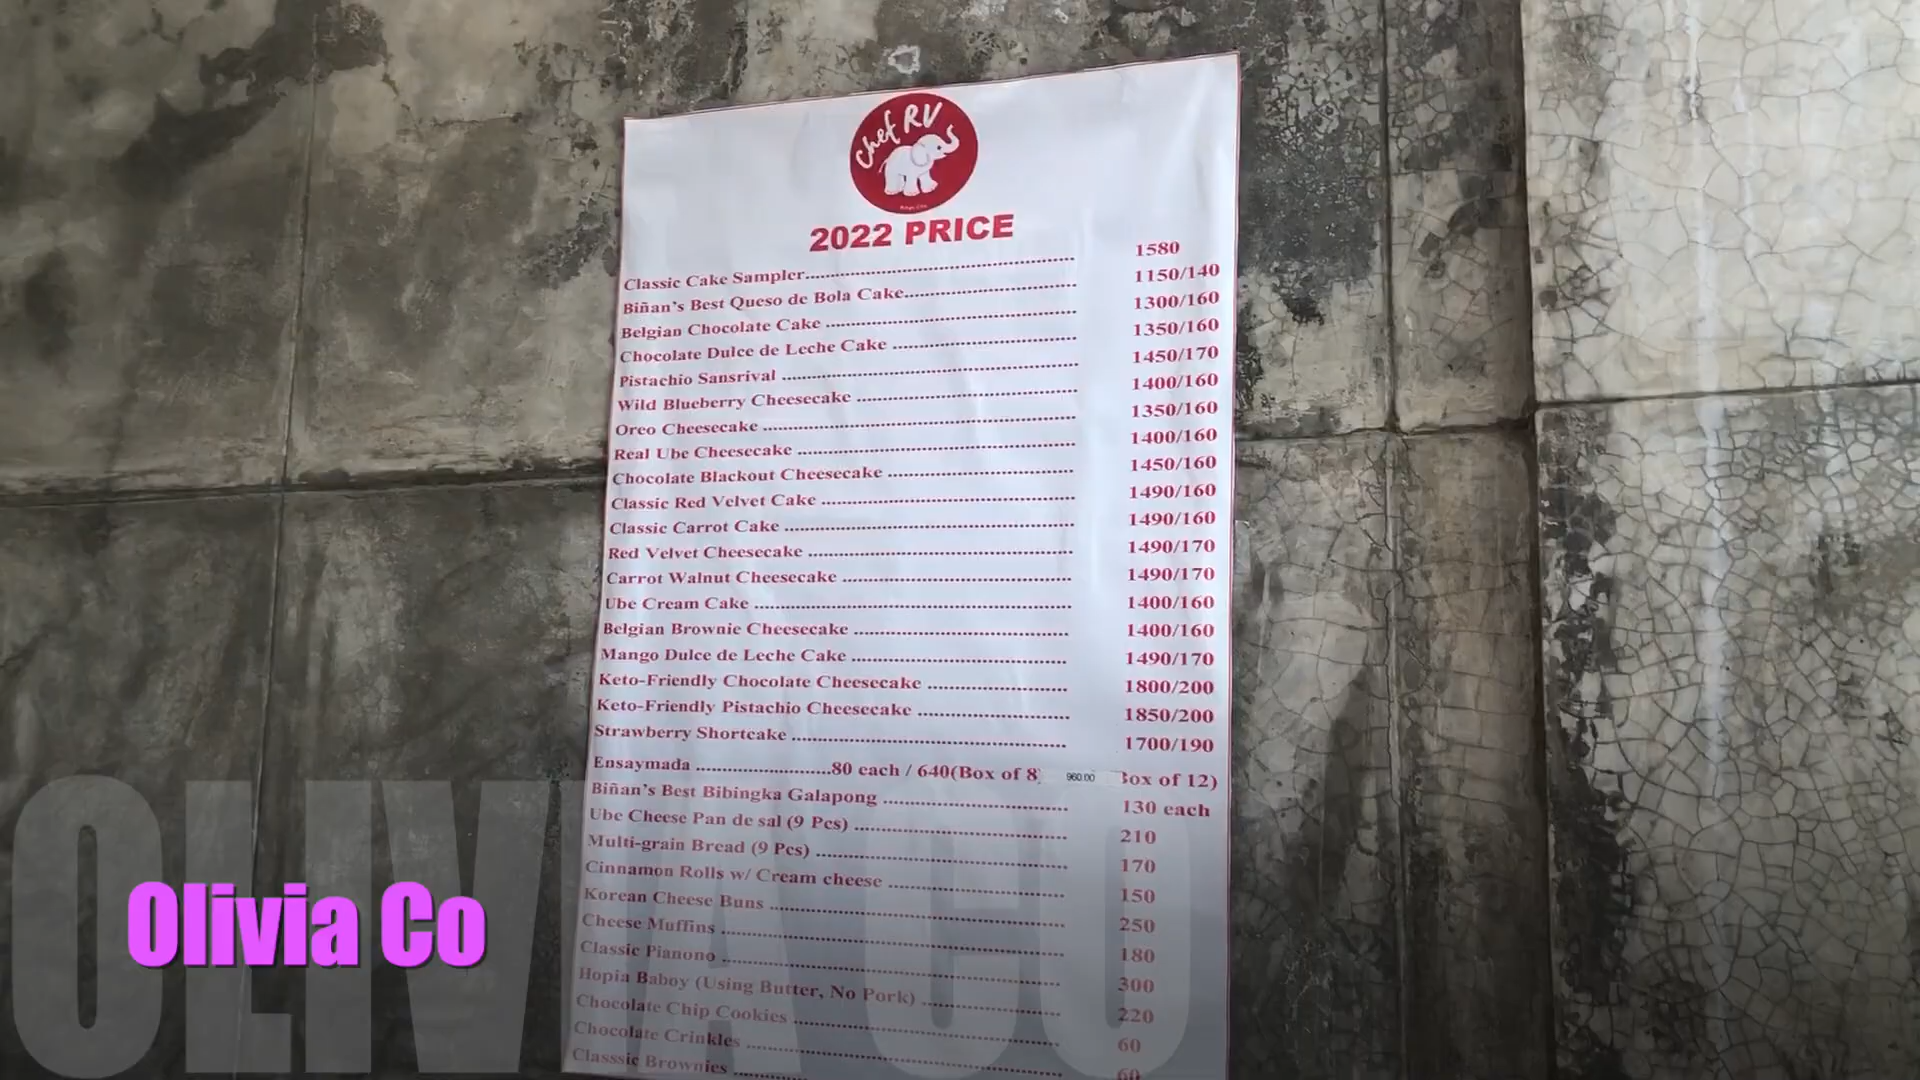 Chef RV
2022 PRICE
Classic Cake Sampler.......... 1580
Biñan's Best Queso de Bola Cake.......... 1150/140
Belgian Chocolate Cake .......... 1300/160
Chocolate Dulce de Leche Cake .......... 1350/160
Pistachio Sansrival .......... 1450/170
Wild Blueberry Cheesecake .......... 1400/160
Oreo Cheesecake .......... 1350/160
Real Ube Cheesecake .......... 1400/160
Chocolate Blackout Cheesecake .......... 1450/160
Classic Red Velvet Cake .......... 1490/160
Classic Carrot Cake .......... 1490/160
Red Velvet Cheesecake .......... 1490/170
Carrot Walnut Cheesecake .......... 1490/170
Ube Cream Cake .......... 1400/160
Belgian Brownie Cheesecake .......... 1400/160
Mango Dulce de Leche Cake .......... 1490/170
Keto-Friendly Chocolate Cheesecake .......... 1800/200
Keto-Friendly Pistachio Cheesecake .......... 1850/200
Strawberry Shortcake .......... 1700/190
Ensaymada ..........80 each / 640(Box of 8) 960.00 Box of 12)
Biñan's Best Bibingka Galapong .......... 130 each
Ube Cheese Pan de sal (9 Pcs) .......... 210
Multi-grain Bread (9 Pcs) .......... 170
Cinnamon Rolls w/ Cream cheese .......... 150
Korean Cheese Buns .......... 250
Cheese Muffins .......... 180
Classic Pianono .......... 300
Hopia Baboy (Using Butter, No Pork) .......... 220
Chocolate Chip Cookies .......... 60
Chocolate Crinkles .......... 60
Classsic Brownies ..........
OLIVIA CO
Olivia Co